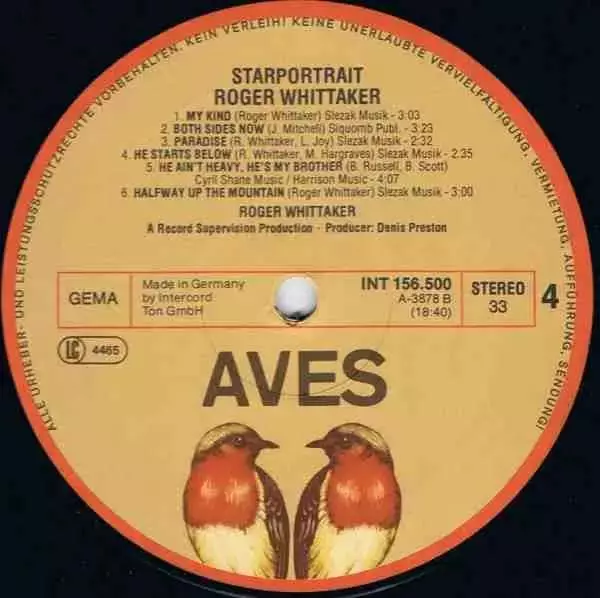 ALLE URHEBER- UND LEISTUNGSSCHUTZRECHTE VORBEHALTEN. KEIN VERLEIH! KEINE UNERLAUBTE VERVIELFÄLTIGUNG, VERMIETUNG, AUFFÜHRUNG, SENDUNG!
STARPORTRAIT
ROGER WHITTAKER
1. MY KIND (Roger Whittaker) Slezak Musik - 3:03
2. BOTH SIDES NOW (J. Mitchell) Siquomb Publ. - 3:23
3. PARADISE (R. Whittaker, L. Joy) Slezak Musik - 2:32
4. HE STARTS BELOW (R. Whittaker, M. Hargraves) Slezak Musik - 2:35
5. HE AIN'T HEAVY, HE'S MY BROTHER (B. Russell, B. Scott)
Cyril Shane Music / Harrison Music - 4:07
6. HALFWAY UP THE MOUNTAIN (Roger Whittaker) Slezak Musik - 3:00
ROGER WHITTAKER
A Record Supervision Production - Producer: Denis Preston
GEMA
Made in Germany
by Intercord
Ton GmbH
INT 156.500
A-3878 B
(18:40)
STEREO
33
4
LC 4465
AVES